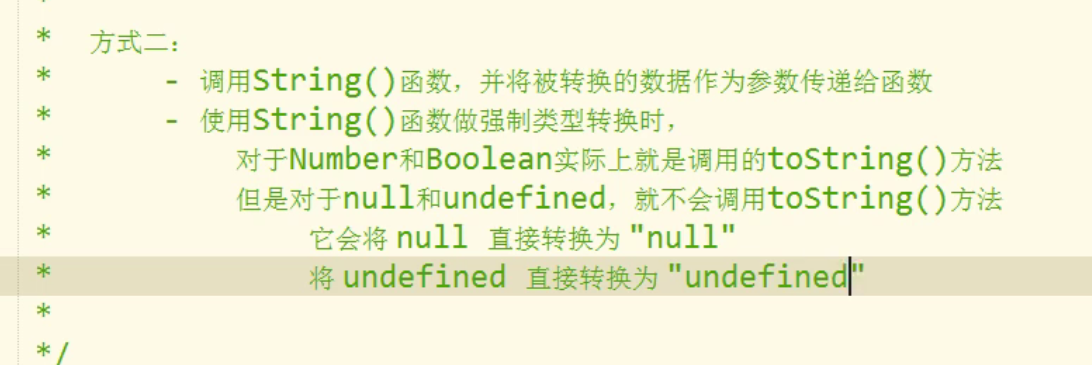 *
* 方式二：
* - 调用String()函数，并将被转换的数据作为参数传递给函数
* - 使用String()函数做强制类型转换时，
* 对于Number和Boolean实际上就是调用的toString()方法
* 但是对于null和undefined，就不会调用toString()方法
* 它会将 null 直接转换为 "null"
* 将 undefined 直接转换为 "undefined"
*
*/